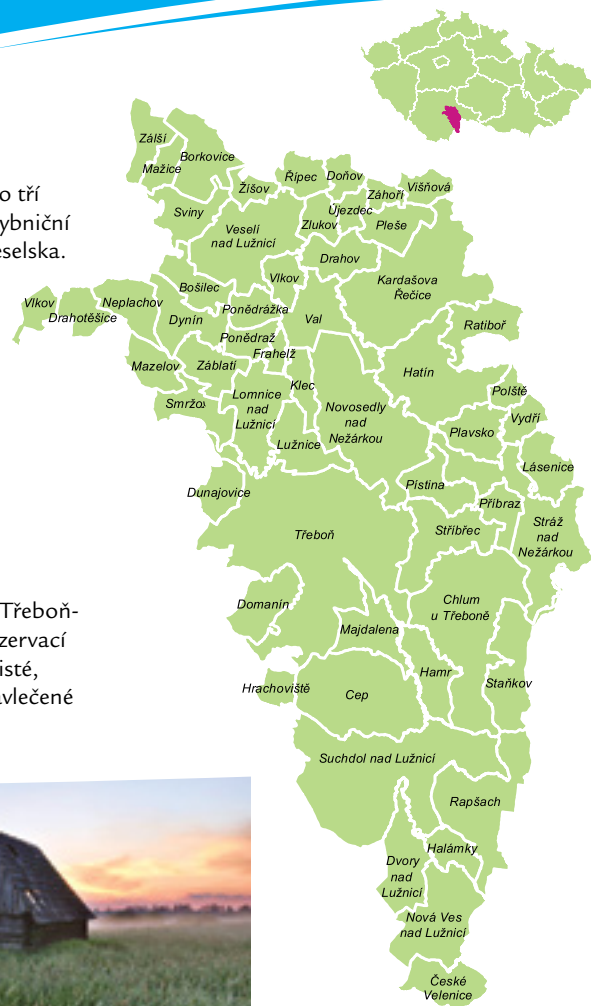 o tří
ybniční
eselska.
Třeboň-
zervací
isté,
avlečené
Zálší
Mažice
Borkovice
Žíšov
Řípec
Doňov
Záhoří
Višňová
Sviny
Veselí
nad Lužnicí
Zlukov
Újezdec
Pleše
Drahov
Vlkov
Kardašova
Řečice
Vlkov
Drahotěšice
Neplachov
Bošilec
Dynín
Ponědrážka
Val
Ratiboř
Ponědraž
Frahelž
Mazelov
Záblatí
Klec
Hatín
Polště
Smržo
Lomnice
nad
Lužnicí
Lužnice
Novosedly
nad
Nežárkou
Plavsko
Vydří
Lásenice
Dunajovice
Pístina
Příbraz
Třeboň
Stříbřec
Stráž
nad
Nežárkou
Domanín
Majdalena
Chlum
u Třeboně
Hrachoviště
Cep
Hamr
Staňkov
Suchdol nad Lužnicí
Rapšach
Halámky
Dvory
nad
Lužnicí
Nová Ves
nad Lužnicí
České
Velenice